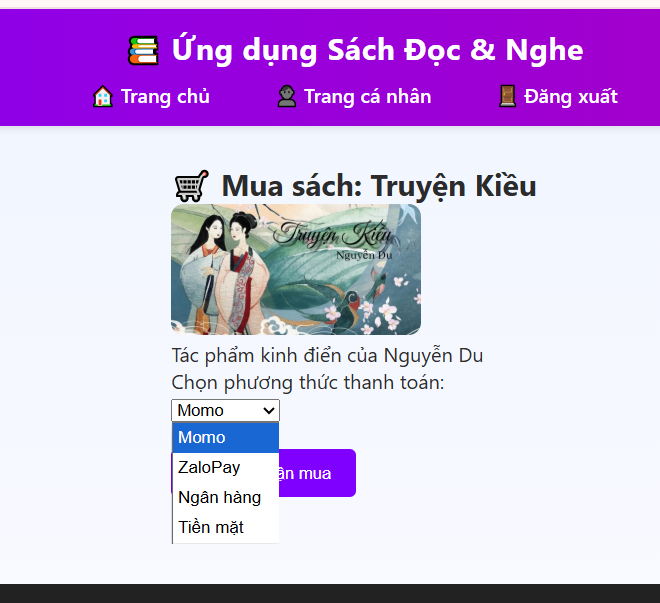 Ứng dụng Sách Đọc & Nghe
Trang chủ Trang cá nhân Đăng xuất
Mua sách: Truyện Kiều
Truyện Kiều
Nguyễn Du
Tác phẩm kinh điển của Nguyễn Du
Chọn phương thức thanh toán:
Momo
Momo
ZaloPay
mua
Ngân hàng
Tiền mặt